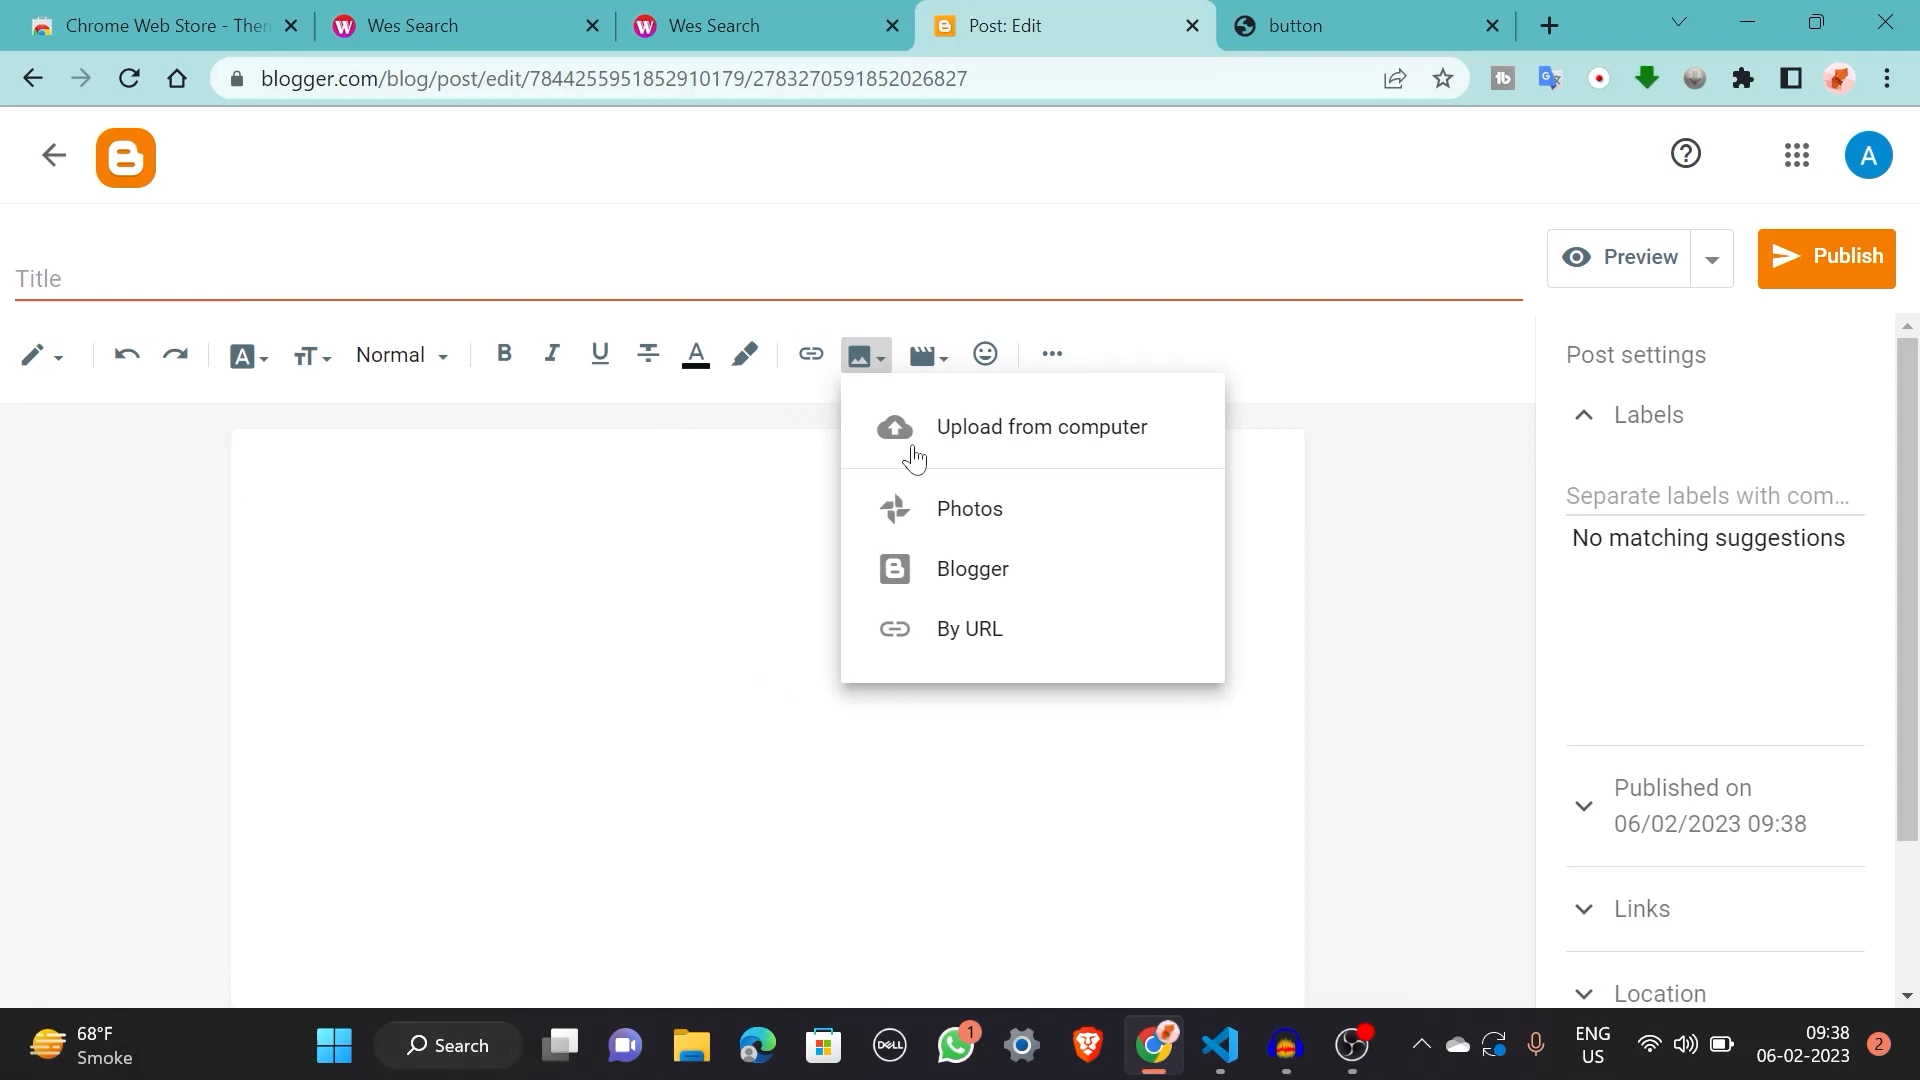 Chrome Web Store - Then
Wes Search
Wes Search
Post: Edit
button
blogger.com/blog/post/edit/7844255951852910179/2783270591852026827
A
Title
Preview
Publish
Normal
Upload from computer
Photos
Blogger
By URL
Post settings
Labels
Separate labels with com...
No matching suggestions
Published on
06/02/2023 09:38
Links
Location
68°F
Smoke
Search
DELL
1
ENG
US
09:38
06-02-2023
2